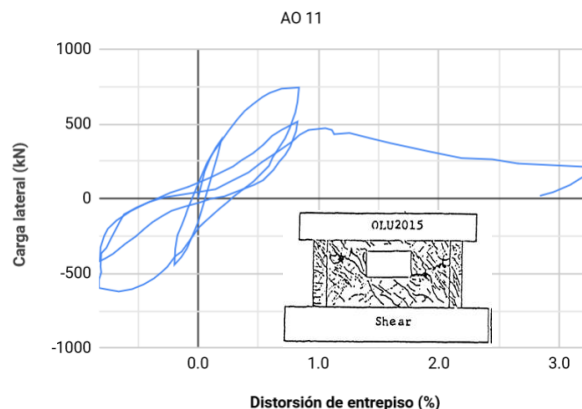 AO 11
Carga lateral (kN)
1000
500
0
-500
-1000
0.0 1.0 2.0 3.0
OLU2015
Shear
Distorsión de entrepiso (%)